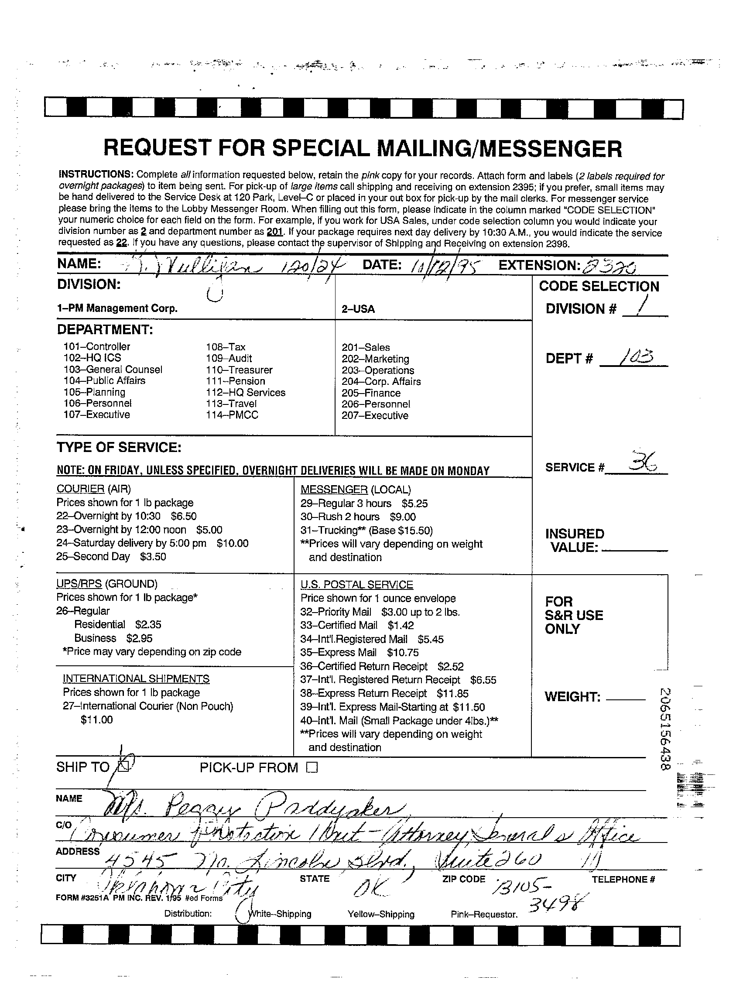 REQUEST FOR SPECIAL MAILING/MESSENGER
INSTRUCTIONS: Complete all information requested below, retain the pink copy for your records. Attach form and labels (2 labels required for
overnight packages) to item being sent. For pick-up of large items call shipping and receiving on extension 2395; if you prefer, small items may
be hand delivered to the Service Desk at 120 Park, Level-C or placed in your out box for pick-up by the mail clerks. For messenger service
please bring the items to the Lobby Messenger Room. When filling out this form, please indicate in the column marked "CODE SELECTION"
your numeric choice for each field on the form. For example, if you work for USA Sales, under code selection column you would indicate your
division number as 2 and department number as 201. If your package requires next day delivery by 10:30 A.M., you would indicate the service
requested as 22. If you have any questions, please contact the supervisor of Shipping and Receiving on extension 2398.
NAME: 120/24 DATE: 10/12/95 EXTENSION: 2320
DIVISION: CODE SELECTION
1–PM Management Corp. 2–USA DIVISION # 1
DEPARTMENT:
101–Controller 108–Tax 201–Sales
102–HQ ICS 109–Audit 202–Marketing DEPT # 103
103–General Counsel 110–Treasurer 203–Operations
104–Public Affairs 111–Pension 204–Corp. Affairs
105–Planning 112–HQ Services 205–Finance
106–Personnel 113–Travel 206–Personnel
107–Executive 114–PMCC 207–Executive
TYPE OF SERVICE:
NOTE: ON FRIDAY, UNLESS SPECIFIED, OVERNIGHT DELIVERIES WILL BE MADE ON MONDAY SERVICE # 36
COURIER (AIR) MESSENGER (LOCAL)
Prices shown for 1 lb package 29–Regular 3 hours $5.25
22–Overnight by 10:30 $6.50 30–Rush 2 hours $9.00
23–Overnight by 12:00 noon $5.00 31–Trucking** (Base $15.50) INSURED
24–Saturday delivery by 5:00 pm $10.00 **Prices will vary depending on weight VALUE:
25–Second Day $3.50 and destination
UPS/RPS (GROUND) U.S. POSTAL SERVICE
Prices shown for 1 lb package* Price shown for 1 ounce envelope FOR
26–Regular 32–Priority Mail $3.00 up to 2 lbs. S&R USE
Residential $2.35 33–Certified Mail $1.42 ONLY
Business $2.95 34–Int'l.Registered Mail $5.45
*Price may vary depending on zip code 35–Express Mail $10.75
36–Certified Return Receipt $2.52
INTERNATIONAL SHIPMENTS 37–Int'l. Registered Return Receipt $6.55
Prices shown for 1 lb package 38–Express Return Receipt $11.85 WEIGHT:
27–International Courier (Non Pouch) 39–Int'l. Express Mail-Starting at $11.50
$11.00 40–Int'l. Mail (Small Package under 4lbs.)**
**Prices will vary depending on weight
and destination
2065156438
SHIP TO PICK-UP FROM
NAME Ms. Peggy Paddyaker
C/O Consumer Protection Unit - Attorney General's Office
ADDRESS 4545 No. Lincoln Blvd., Suite 260
CITY Oklahoma City STATE OK ZIP CODE 73105-3498 TELEPHONE #
FORM #3251A PM INC. REV. 1/95 #ed Forms
Distribution: White–Shipping Yellow–Shipping Pink–Requestor.